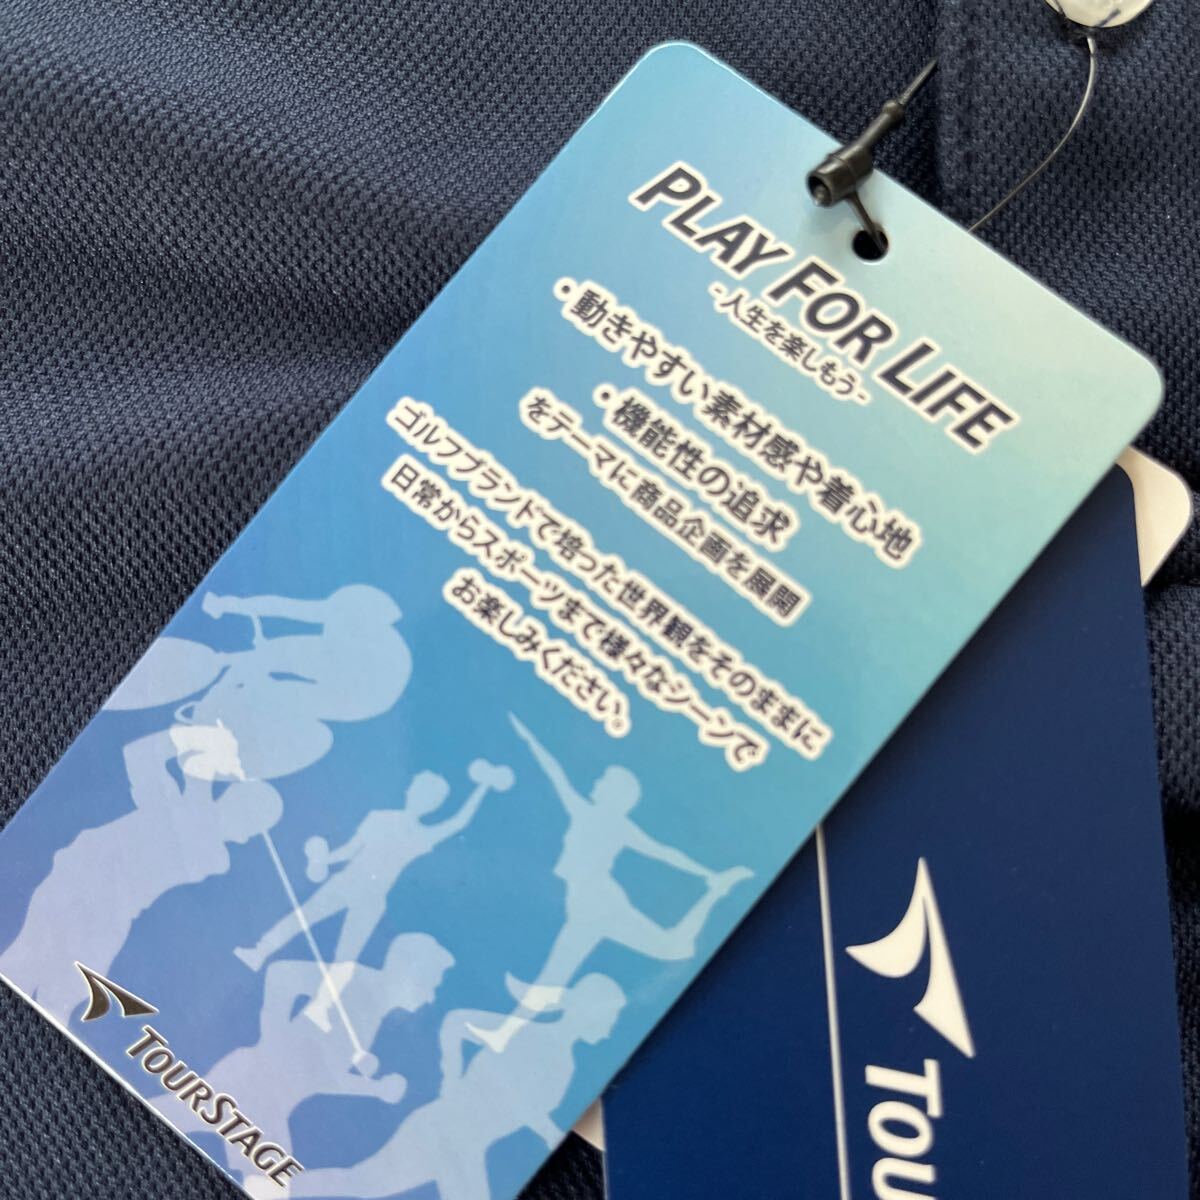 PLAY FOR LIFE
-人生を楽しもう-
・動きやすい素材感や着心地
・機能性の追求
をテーマに商品企画を展開
ゴルフブランドで培った世界観をそのままに
日常からスポーツまで様々なシーンで
お楽しみください。
TOURSTAGE
TOU